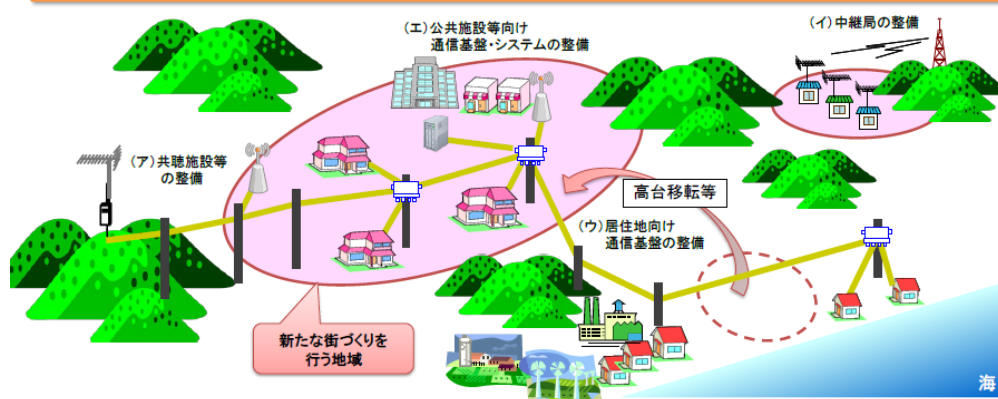 （エ）公共施設等向け
通信基盤・システムの整備
（イ）中継局の整備
（ア）共聴施設等
の整備
高台移転等
（ウ）居住地向け
通信基盤の整備
新たな街づくりを
行う地域
海